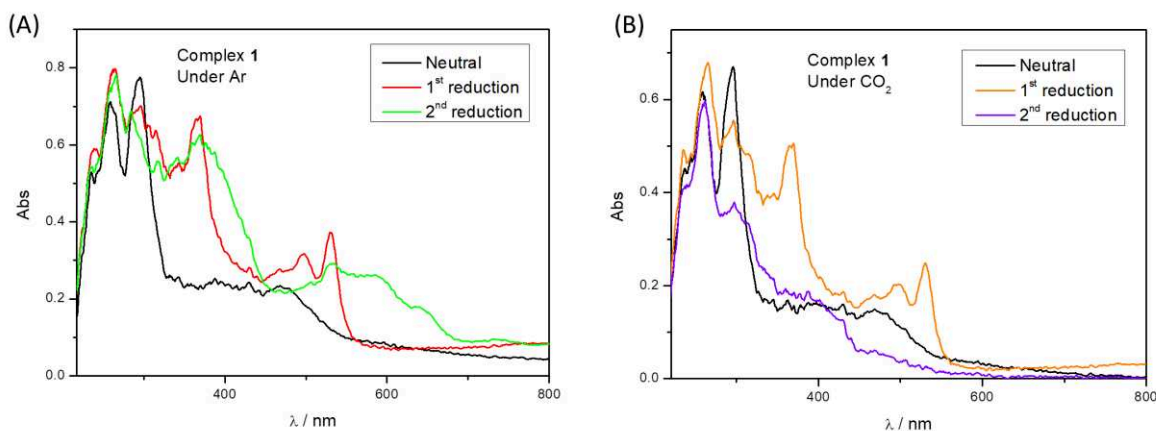 (A)
Complex 1
Under Ar
Neutral
1st reduction
2nd reduction
Abs
0.8
0.6
0.4
0.2
0.0
400
600
800
λ / nm
(B)
Complex 1
Under CO2
Neutral
1st reduction
2nd reduction
Abs
0.6
0.4
0.2
0.0
400
600
800
λ / nm